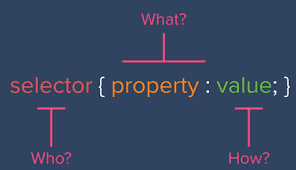 What?
selector { property : value; }
Who? How?